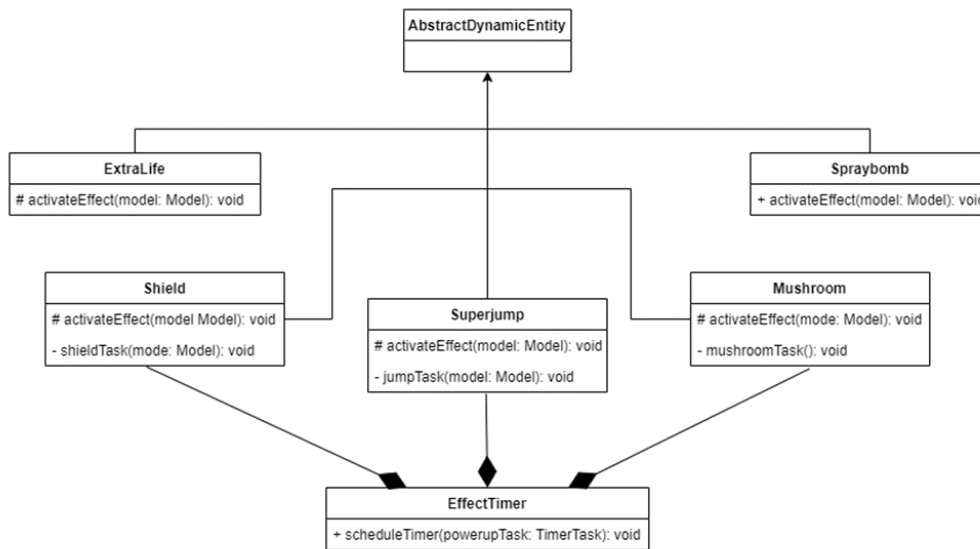 AbstractDynamicEntity
ExtraLife
# activateEffect(model: Model): void
Spraybomb
+ activateEffect(model: Model): void
Shield
# activateEffect(model Model): void
- shieldTask(mode: Model): void
Superjump
# activateEffect(model: Model): void
- jumpTask(model: Model): void
Mushroom
# activateEffect(mode: Model): void
- mushroomTask(): void
EffectTimer
+ scheduleTimer(powerupTask: TimerTask): void